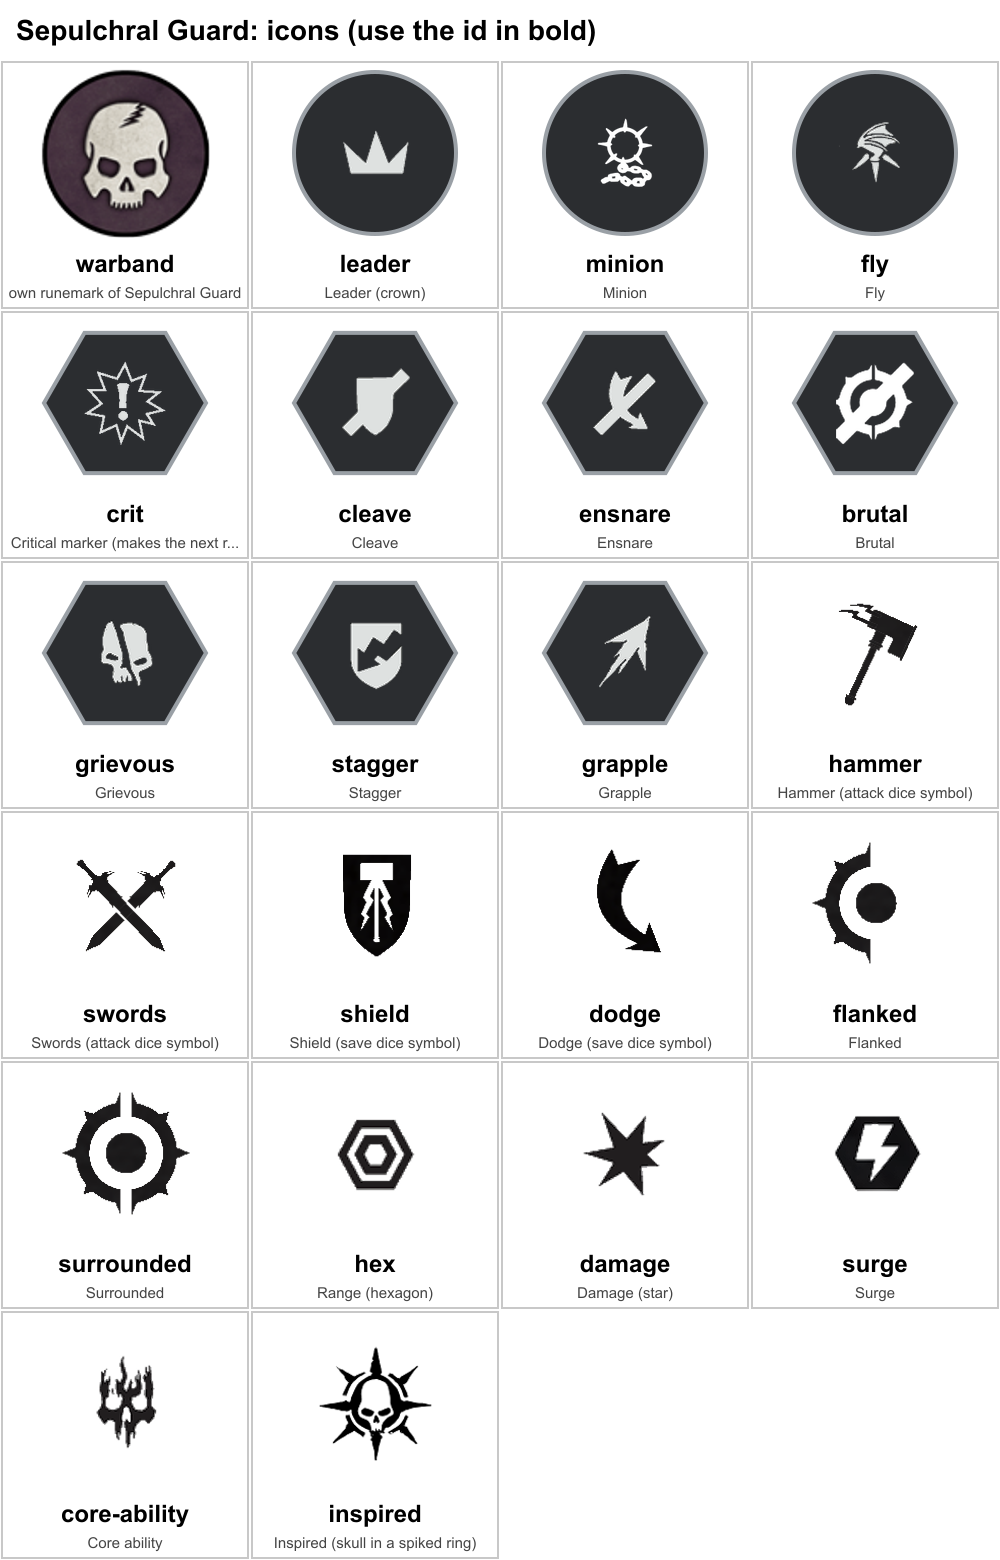 Sepulchral Guard: icons (use the id in bold)
warband
own runemark of Sepulchral Guard
leader
Leader (crown)
minion
Minion
fly
Fly
crit
Critical marker (makes the next r...
cleave
Cleave
ensnare
Ensnare
brutal
Brutal
grievous
Grievous
stagger
Stagger
grapple
Grapple
hammer
Hammer (attack dice symbol)
swords
Swords (attack dice symbol)
shield
Shield (save dice symbol)
dodge
Dodge (save dice symbol)
flanked
Flanked
surrounded
Surrounded
hex
Range (hexagon)
damage
Damage (star)
surge
Surge
core-ability
Core ability
inspired
Inspired (skull in a spiked ring)